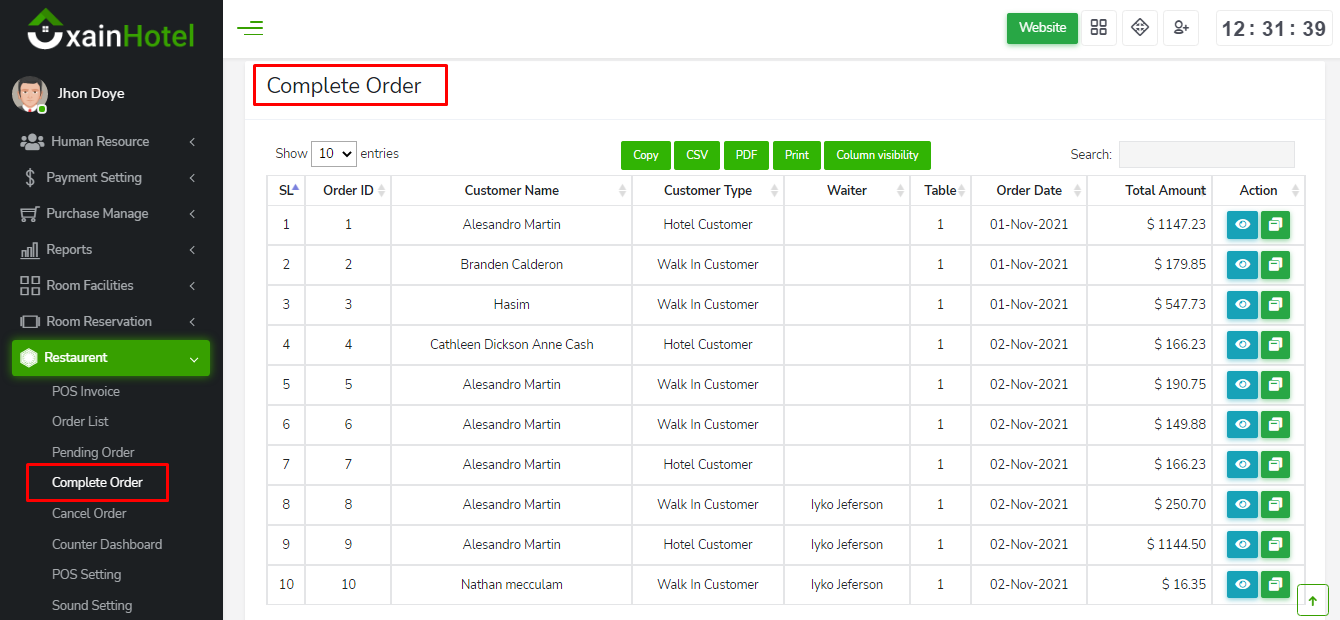 xainHotel
Website
12 : 31 : 39
Jhon Doye
Human Resource
Payment Setting
Purchase Manage
Reports
Room Facilities
Room Reservation
Restaurent
POS Invoice
Order List
Pending Order
Complete Order
Cancel Order
Counter Dashboard
POS Setting
Sound Setting
Complete Order
Show 10 entries
Copy CSV PDF Print Column visibility
Search:
SL Order ID Customer Name Customer Type Waiter Table Order Date Total Amount Action
1 1 Alesandro Martin Hotel Customer 1 01-Nov-2021 $ 1147.23
2 2 Branden Calderon Walk In Customer 1 01-Nov-2021 $ 179.85
3 3 Hasim Walk In Customer 1 01-Nov-2021 $ 547.73
4 4 Cathleen Dickson Anne Cash Hotel Customer 1 02-Nov-2021 $ 166.23
5 5 Alesandro Martin Walk In Customer 1 02-Nov-2021 $ 190.75
6 6 Alesandro Martin Walk In Customer 1 02-Nov-2021 $ 149.88
7 7 Alesandro Martin Hotel Customer 1 02-Nov-2021 $ 166.23
8 8 Alesandro Martin Walk In Customer Iyko Jeferson 1 02-Nov-2021 $ 250.70
9 9 Alesandro Martin Hotel Customer Iyko Jeferson 1 02-Nov-2021 $ 1144.50
10 10 Nathan mecculam Walk In Customer Iyko Jeferson 1 02-Nov-2021 $ 16.35